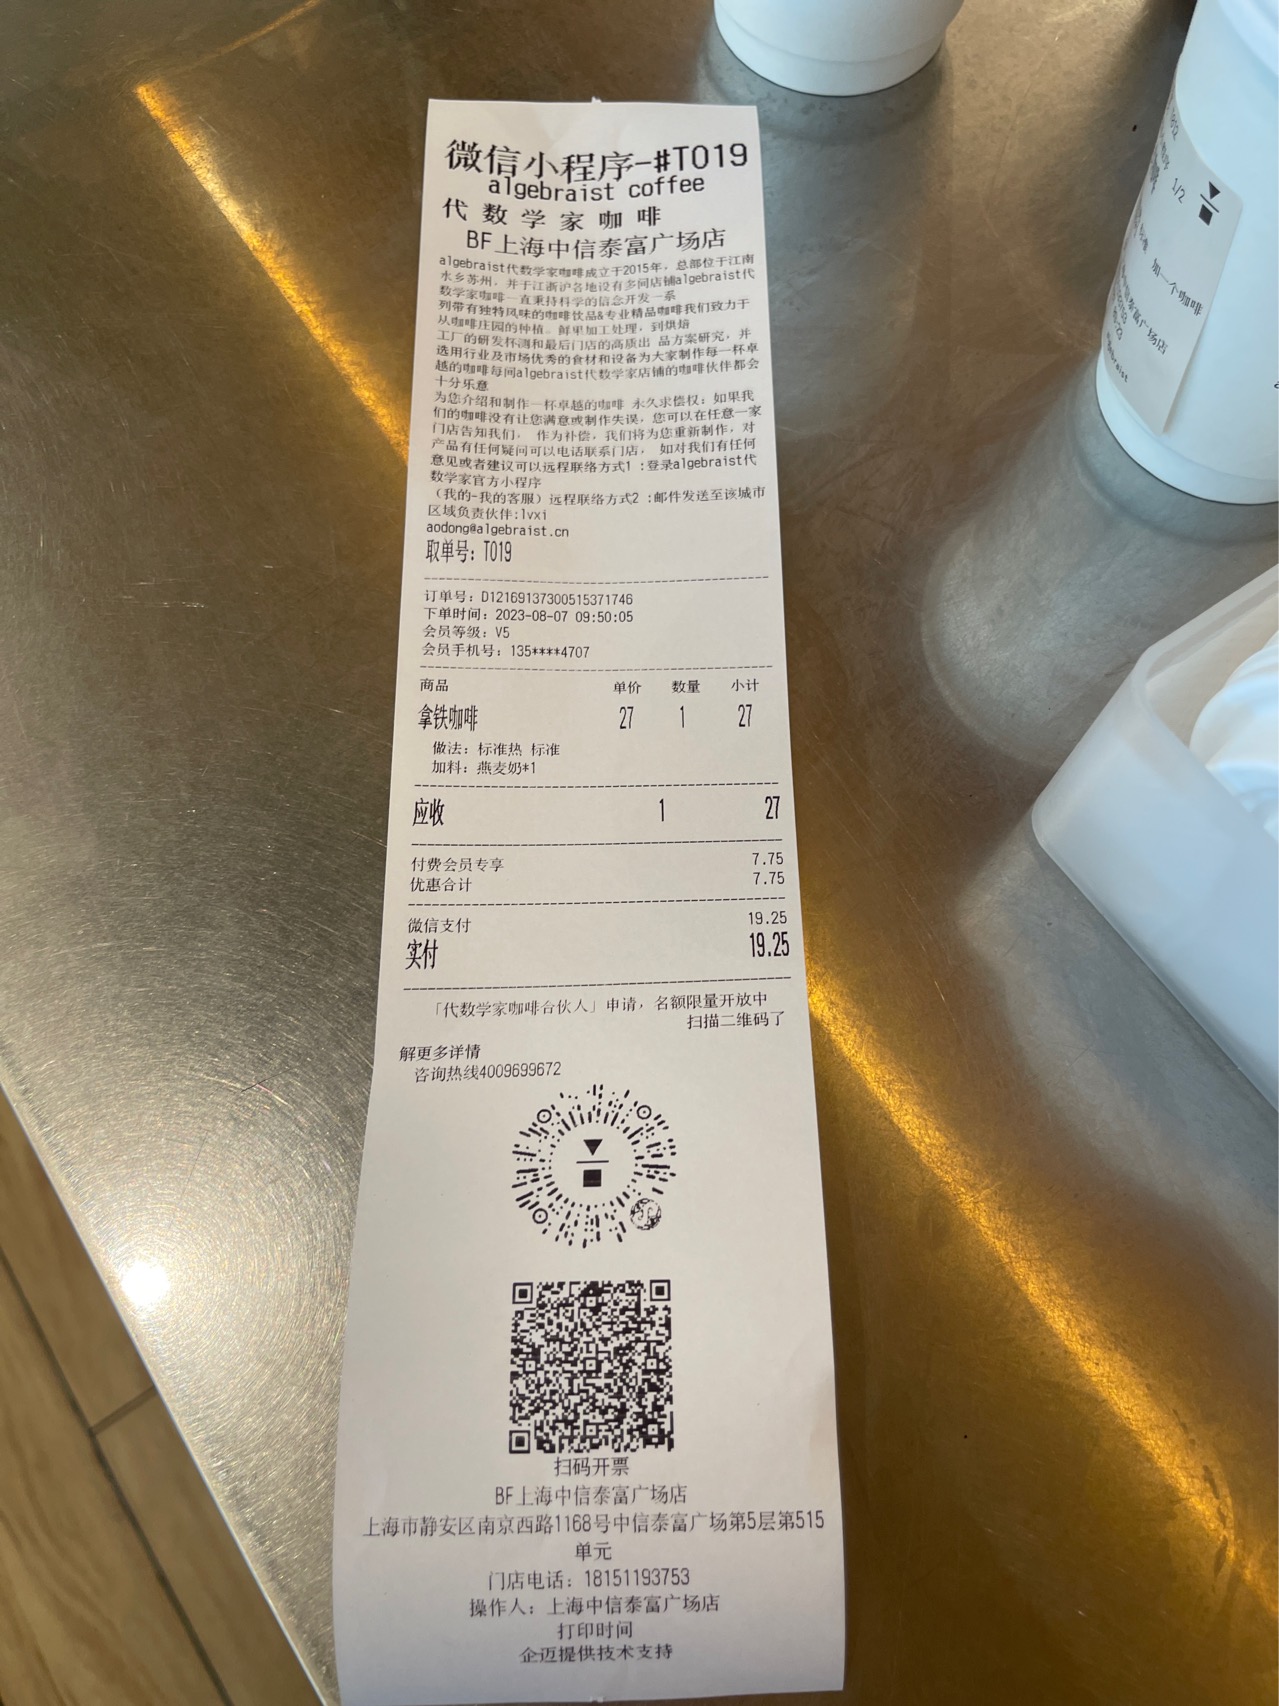 微信小程序-#T019
algebraist coffee
代数学家咖啡
BF上海中信泰富广场店
algebraist代数学家咖啡成立于2015年，总部位于江南
水乡苏州，并于江浙沪各地设有多间店铺algebraist代
数学家咖啡一直秉持科学的信念开发一系
列带有独特风味的咖啡饮品&专业精品咖啡我们致力于
从咖啡庄园的种植。鲜果加工处理，到烘焙
工厂的研发杯测和最后门店的高质出 品方案研究，并
选用行业及市场优秀的食材和设备为大家制作每一杯卓
越的咖啡每间algebraist代数学家店铺的咖啡伙伴都会
十分乐意
为您介绍和制作一杯卓越的咖啡 永久求偿权：如果我
们的咖啡没有让您满意或制作失误，您可以在任意一家
门店告知我们， 作为补偿，我们将为您重新制作，对
产品有任何疑问可以电话联系门店， 如对我们有任何
意见或者建议可以远程联络方式1 :登录algebraist代
数学家官方小程序
（我的-我的客服）远程联络方式2 :邮件发送至该城市
区域负责伙伴:lvxi
aodong@algebraist.cn
取单号：T019
订单号：D12169137300515371746
下单时间：2023-08-07 09:50:05
会员等级：V5
会员手机号：135****4707
商品 单价 数量 小计
拿铁咖啡 27 1 27
做法：标准热 标准
加料：燕麦奶*1
应收 1 27
付费会员专享 7.75
优惠合计 7.75
微信支付 19.25
实付 19.25
「代数学家咖啡合伙人」申请，名额限量开放中
扫描二维码了
解更多详情
咨询热线4009699672
扫码开票
BF上海中信泰富广场店
上海市静安区南京西路1168号中信泰富广场第5层第515
单元
门店电话：18151193753
操作人：上海中信泰富广场店
打印时间
企迈提供技术支持
1/2
如一个咖啡
广场店